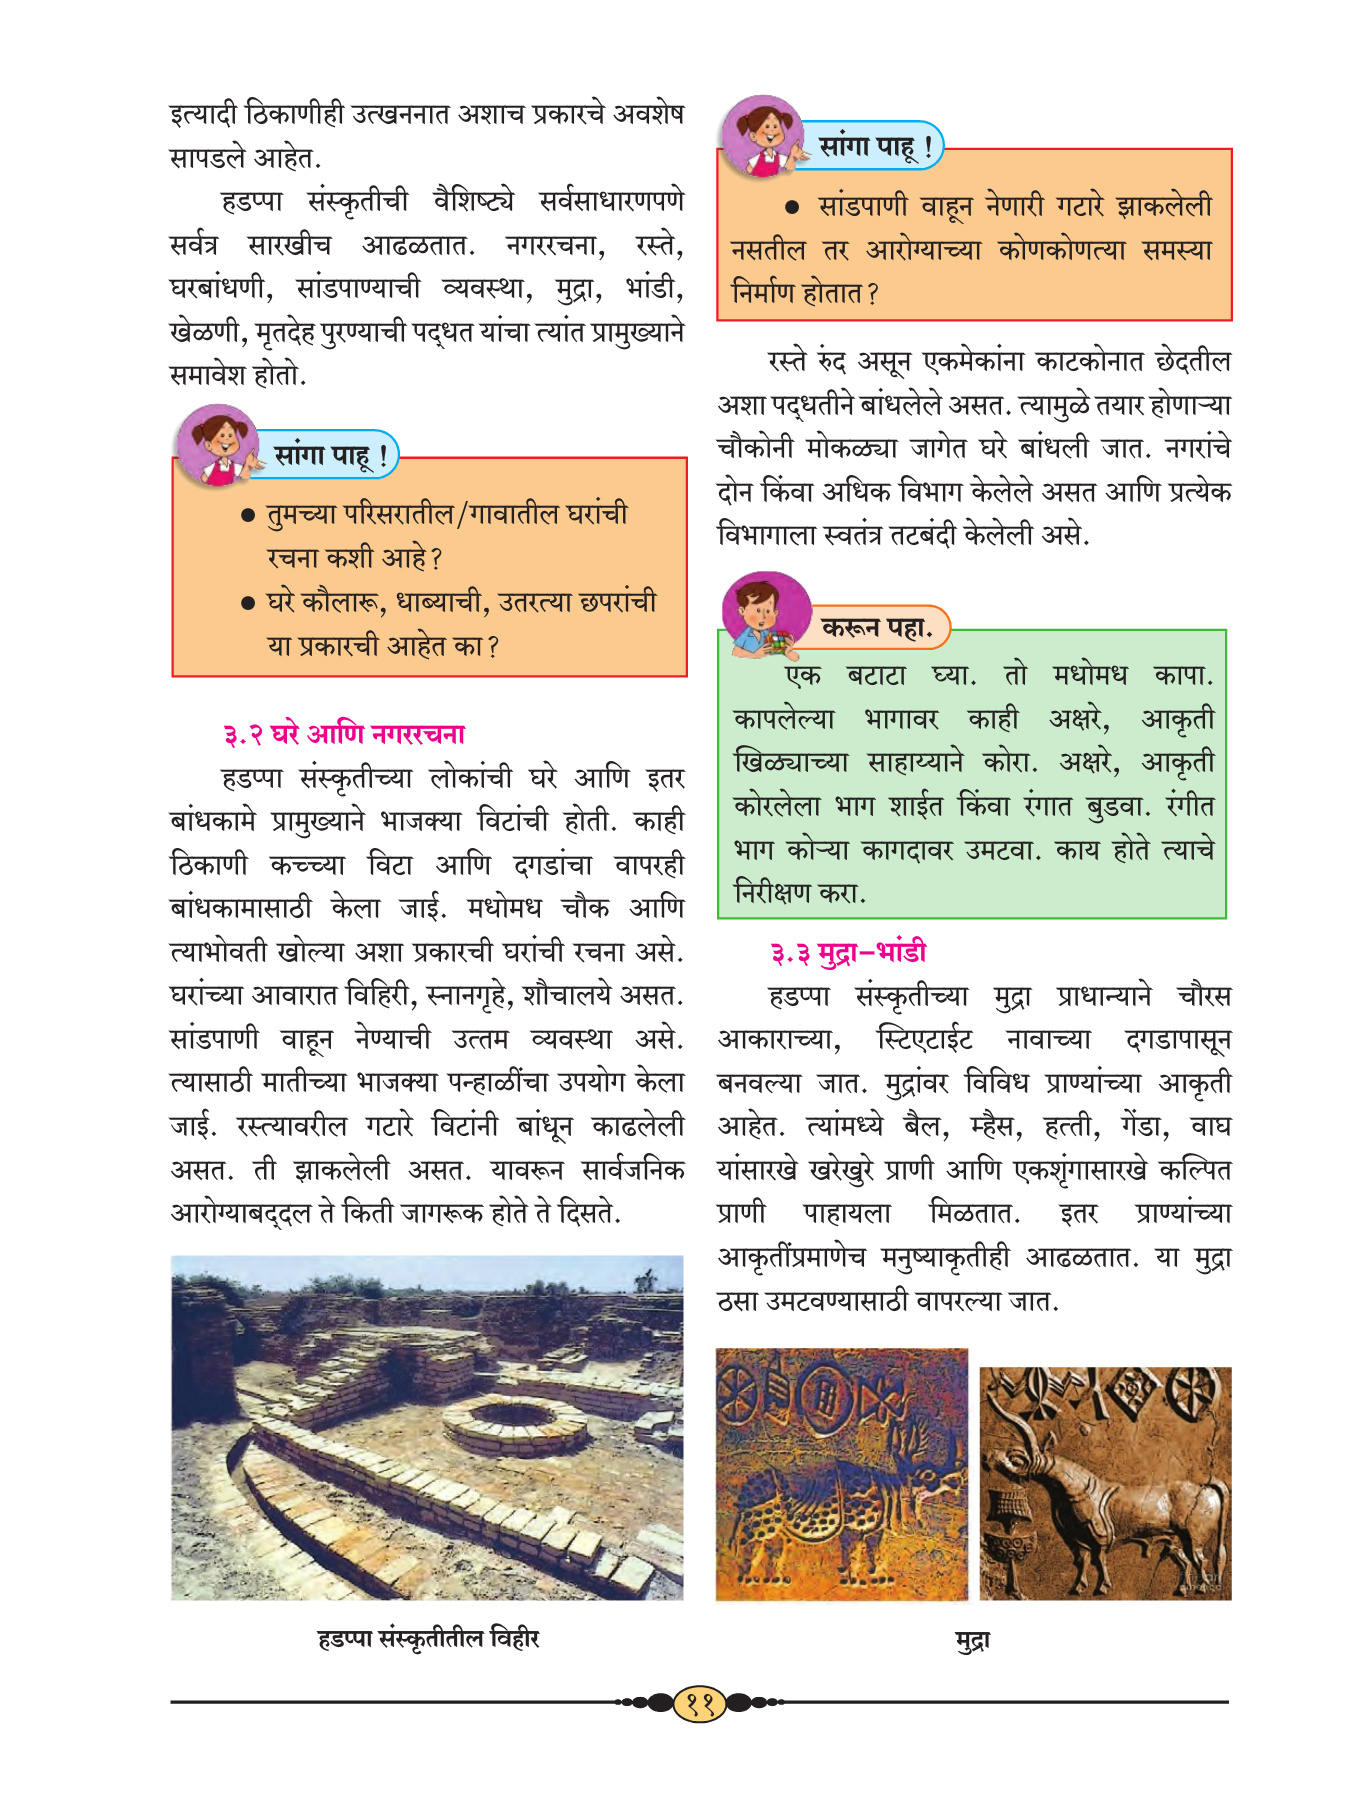 इत्यादी ठिकाणीही उत्खननात अशाच प्रकारचे अवशेष
सापडले आहेत.
हडप्पा संस्कृतीची वैशिष्ट्ये सर्वसाधारणपणे
सर्वत्र सारखीच आढळतात. नगररचना, रस्ते,
घरबांधणी, सांडपाण्याची व्यवस्था, मुद्रा, भांडी,
खेळणी, मृतदेह पुरण्याची पद्धत यांचा त्यांत प्रामुख्याने
समावेश होतो.
सांगा पाहू !
● तुमच्या परिसरातील/गावातील घरांची
रचना कशी आहे?
● घरे कौलारू, धाब्याची, उतरत्या छपरांची
या प्रकारची आहेत का?
३.२ घरे आणि नगररचना
हडप्पा संस्कृतीच्या लोकांची घरे आणि इतर
बांधकामे प्रामुख्याने भाजक्या विटांची होती. काही
ठिकाणी कच्च्या विटा आणि दगडांचा वापरही
बांधकामासाठी केला जाई. मधोमध चौक आणि
त्याभोवती खोल्या अशा प्रकारची घरांची रचना असे.
घरांच्या आवारात विहिरी, स्नानगृहे, शौचालये असत.
सांडपाणी वाहून नेण्याची उत्तम व्यवस्था असे.
त्यासाठी मातीच्या भाजक्या पन्हाळींचा उपयोग केला
जाई. रस्त्यावरील गटारे विटांनी बांधून काढलेली
असत. ती झाकलेली असत. यावरून सार्वजनिक
आरोग्याबद्दल ते किती जागरूक होते ते दिसते.
हडप्पा संस्कृतीतील विहीर
सांगा पाहू !
● सांडपाणी वाहून नेणारी गटारे झाकलेली
नसतील तर आरोग्याच्या कोणकोणत्या समस्या
निर्माण होतात?
रस्ते रुंद असून एकमेकांना काटकोनात छेदतील
अशा पद्धतीने बांधलेले असत. त्यामुळे तयार होणाऱ्या
चौकोनी मोकळ्या जागेत घरे बांधली जात. नगरांचे
दोन किंवा अधिक विभाग केलेले असत आणि प्रत्येक
विभागाला स्वतंत्र तटबंदी केलेली असे.
करून पहा.
एक बटाटा घ्या. तो मधोमध कापा.
कापलेल्या भागावर काही अक्षरे, आकृती
खिळ्याच्या साहाय्याने कोरा. अक्षरे, आकृती
कोरलेला भाग शाईत किंवा रंगात बुडवा. रंगीत
भाग कोऱ्या कागदावर उमटवा. काय होते त्याचे
निरीक्षण करा.
३.३ मुद्रा-भांडी
हडप्पा संस्कृतीच्या मुद्रा प्राधान्याने चौरस
आकाराच्या, स्टिएटाईट नावाच्या दगडापासून
बनवल्या जात. मुद्रांवर विविध प्राण्यांच्या आकृती
आहेत. त्यांमध्ये बैल, म्हैस, हत्ती, गेंडा, वाघ
यांसारखे खरेखुरे प्राणी आणि एकशृंगासारखे कल्पित
प्राणी पाहायला मिळतात. इतर प्राण्यांच्या
आकृतींप्रमाणेच मनुष्याकृतीही आढळतात. या मुद्रा
ठसा उमटवण्यासाठी वापरल्या जात.
मुद्रा
११